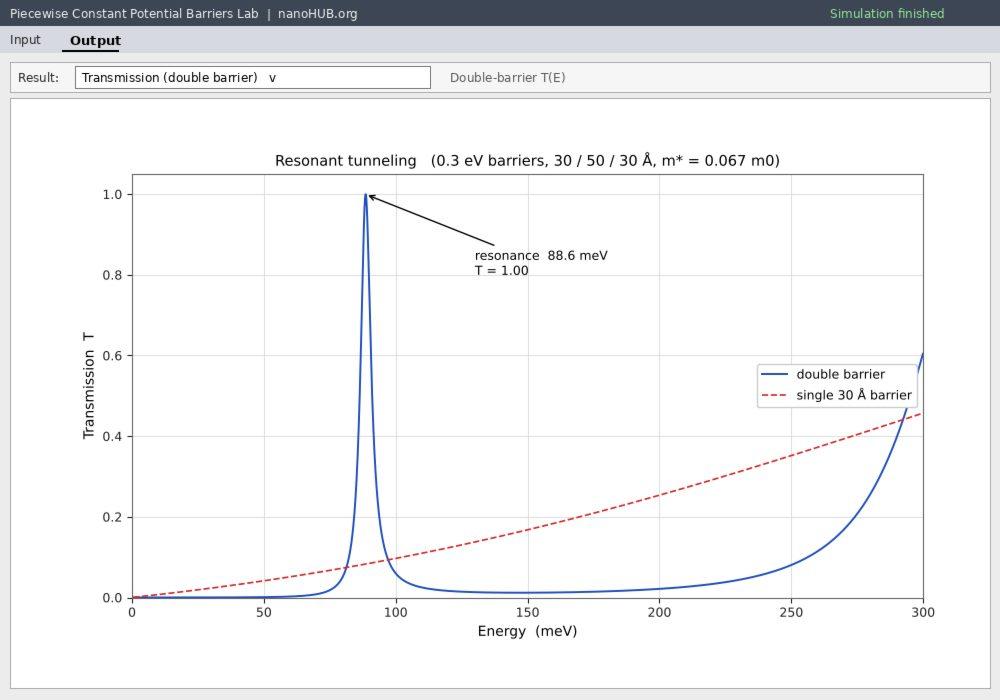 Piecewise Constant Potential Barriers Lab | nanoHUB.org
Simulation finished
Input
Output
Result:
Transmission (double barrier) v
Double-barrier T(E)
Resonant tunneling (0.3 eV barriers, 30 / 50 / 30 Å, m* = 0.067 m0)
1.0
0.8
0.6
0.4
0.2
0.0
Transmission T
resonance 88.6 meV
T = 1.00
double barrier
single 30 Å barrier
0
50
100
150
200
250
300
Energy (meV)